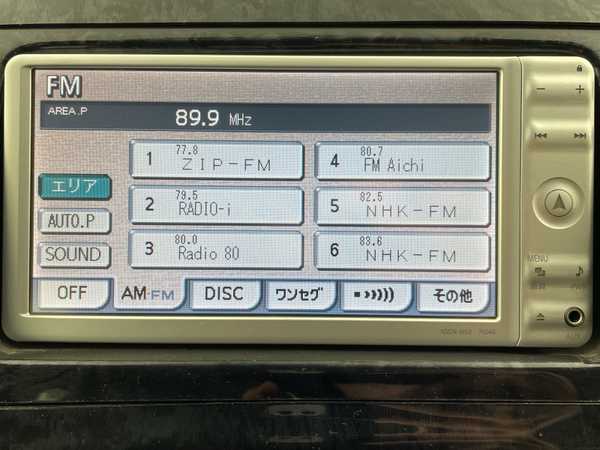 FM
AREA.P
89.9 MHz
1 77.8 ZIP-FM
4 80.7 FM Aichi
エリア
2 79.5 RADIO-i
5 82.5 NHK-FM
AUTO.P
3 80.0 Radio 80
6 83.6 NHK-FM
SOUND
OFF
AM·FM
DISC
ワンセグ
その他
MENU
AUX